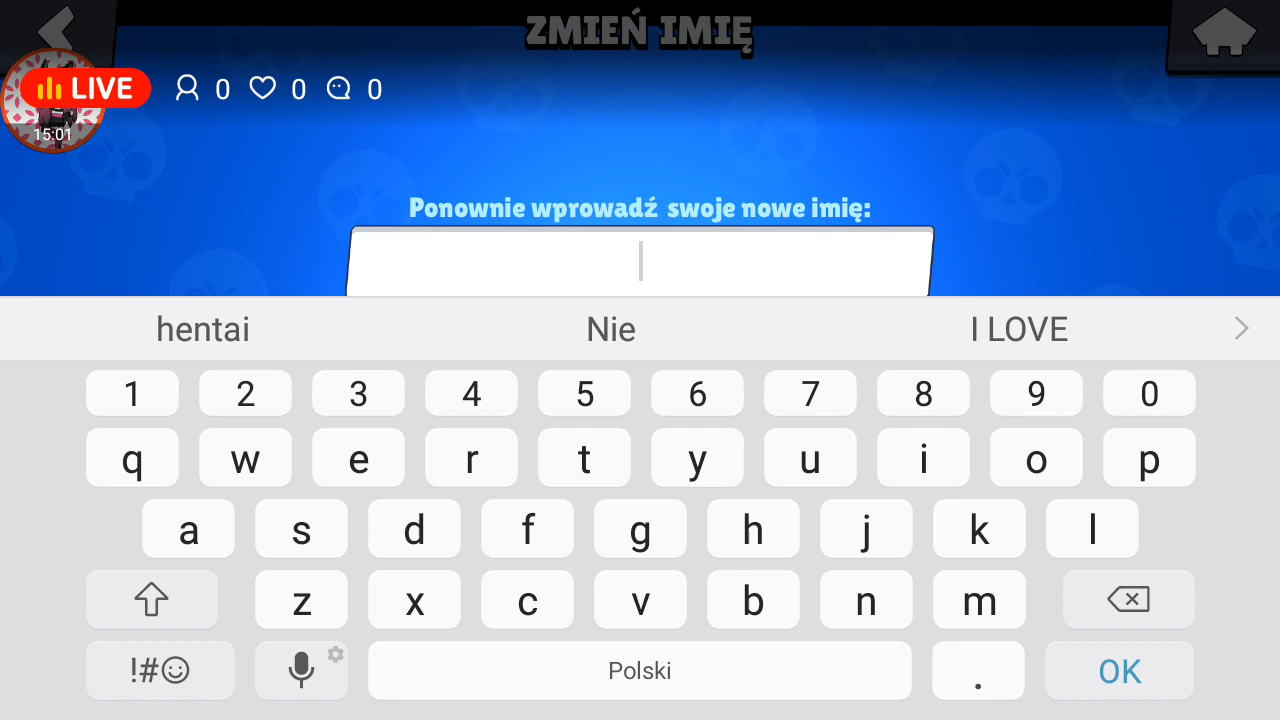 ZMIEŃ IMIĘ
LIVE 0 0 0
15:01
Ponownie wprowadź swoje nowe imię:
hentai Nie I LOVE
1 2 3 4 5 6 7 8 9 0
q w e r t y u i o p
a s d f g h j k l
z x c v b n m
!#☺ Polski . OK